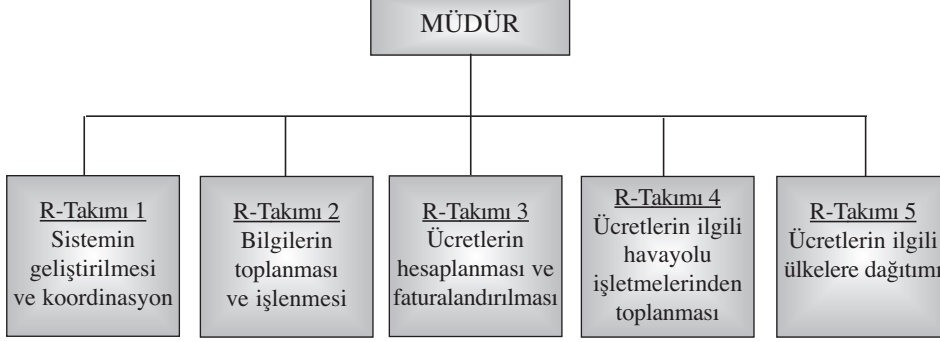 MÜDÜR
R-Takımı 1
Sistemin
geliştirilmesi
ve koordinasyon
R-Takımı 2
Bilgilerin
toplanması
ve işlenmesi
R-Takımı 3
Ücretlerin
hesaplanması ve
faturalandırılması
R-Takımı 4
Ücretlerin ilgili
havayolu
işletmelerinden
toplanması
R-Takımı 5
Ücretlerin ilgili
ülkelere dağıtımı